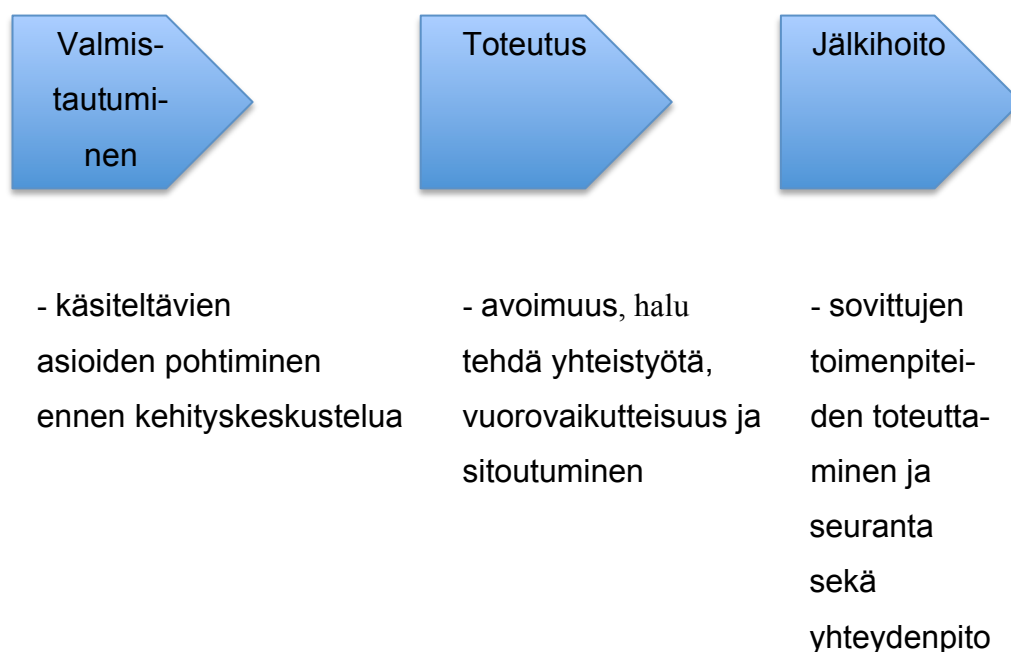 Valmis-
tautumi-
nen
Toteutus
Jälkihoito
- käsiteltävien
asioiden pohtiminen
ennen kehityskeskustelua
- avoimuus, halu
tehdä yhteistyötä,
vuorovaikutteisuus ja
sitoutuminen
- sovittujen
toimenpitei-
den toteutta-
minen ja
seuranta
sekä
yhteydenpito